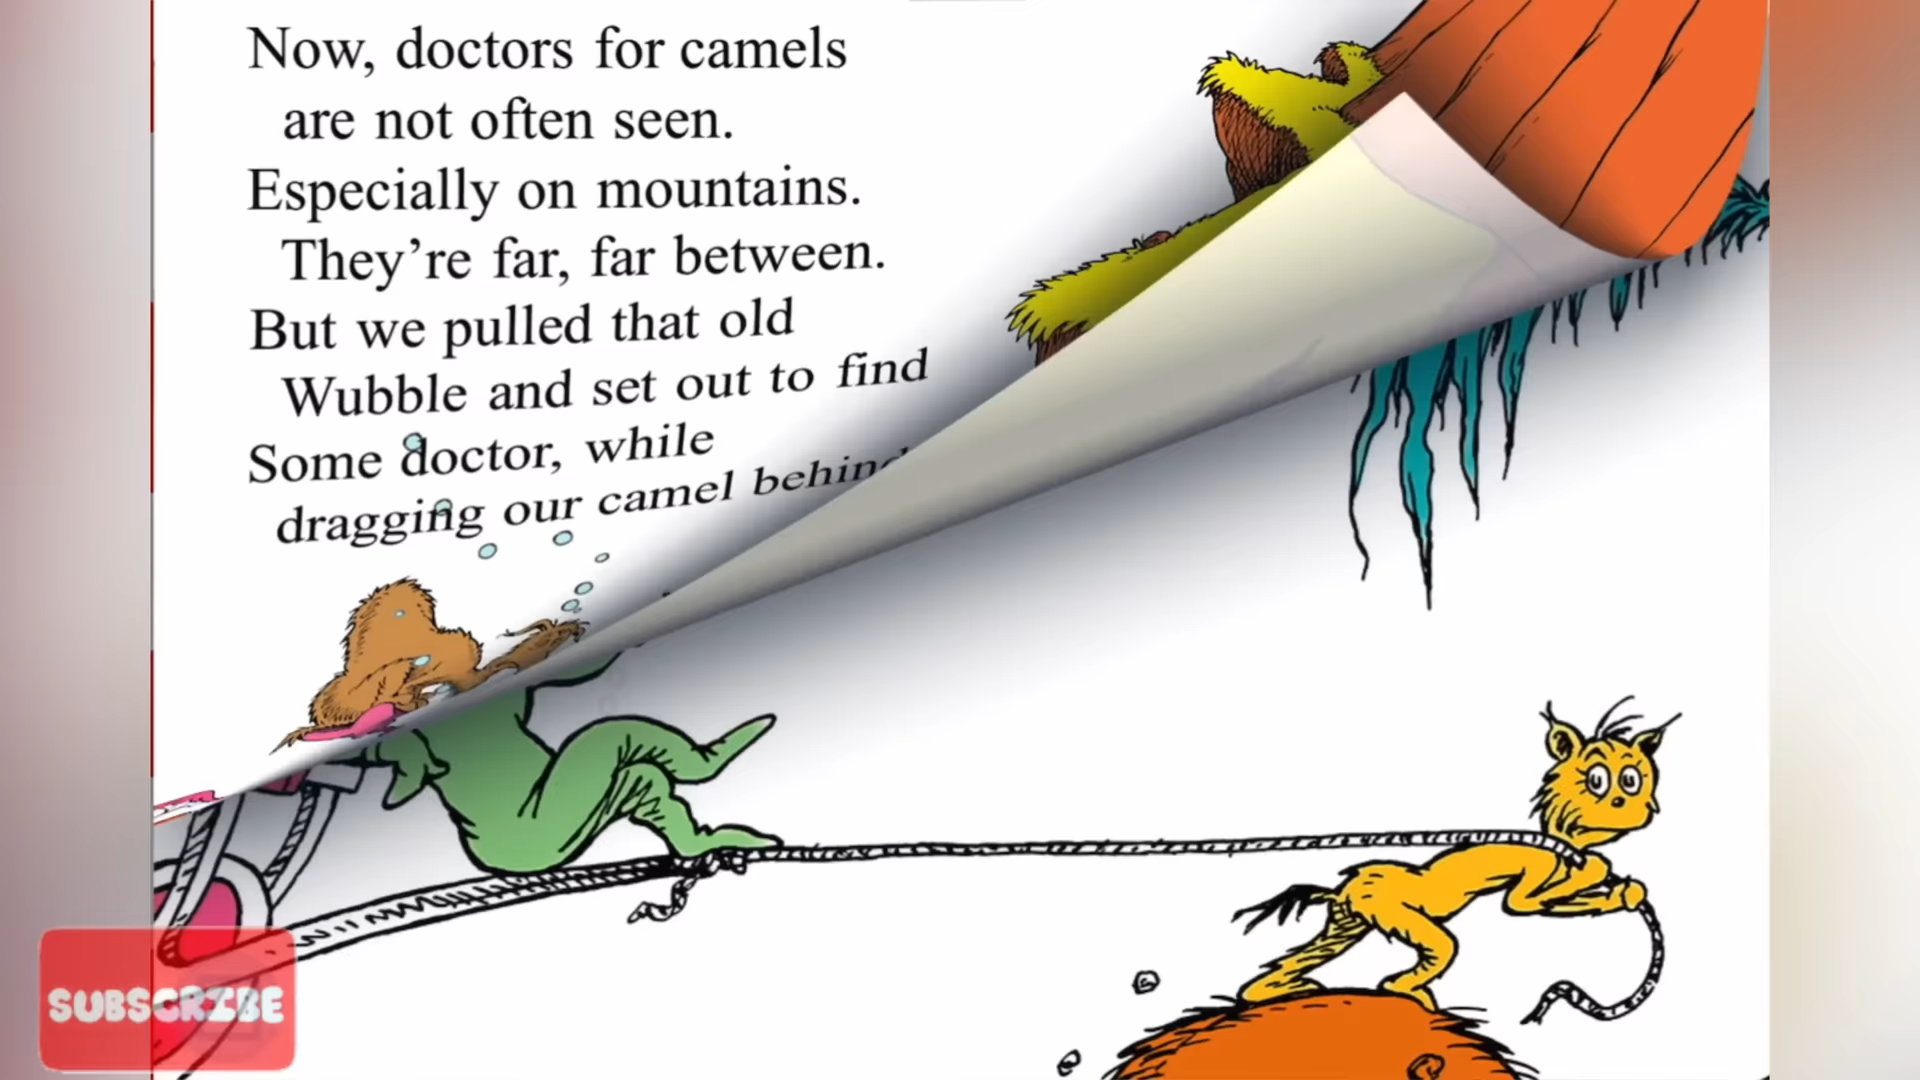 Now, doctors for camels
are not often seen.
Especially on mountains.
They're far, far between.
But we pulled that old
Wubble and set out to find
Some doctor, while
dragging our camel behind
SUBSCRIBE